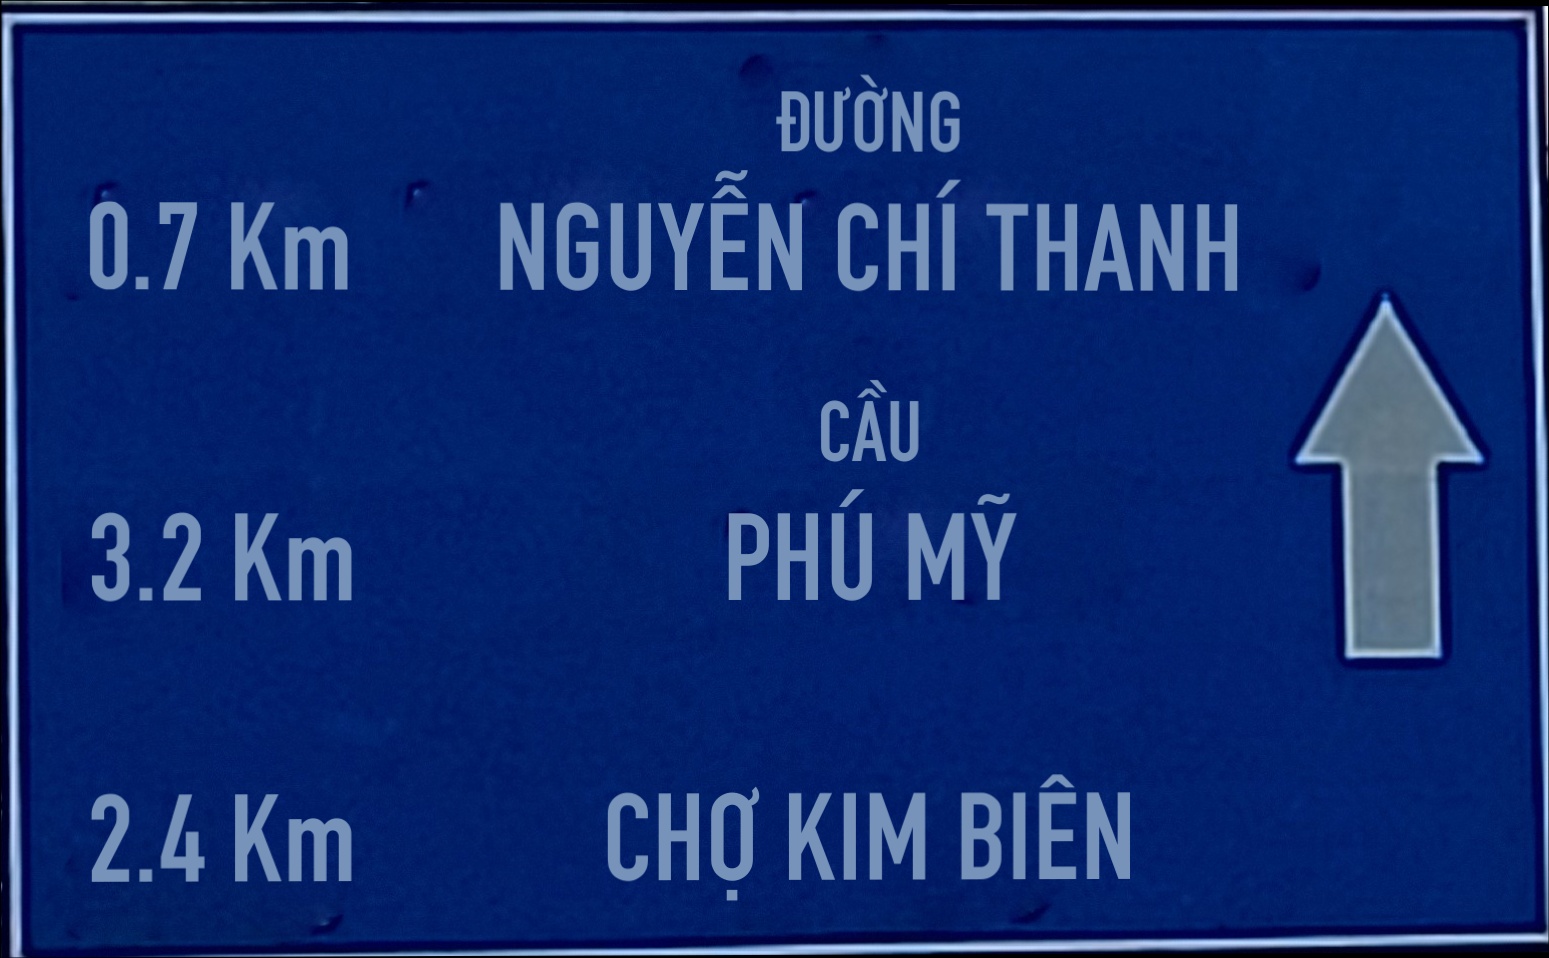 ĐƯỜNG
0.7 Km NGUYỄN CHÍ THANH
CẦU
3.2 Km PHÚ MỸ
2.4 Km CHỢ KIM BIÊN